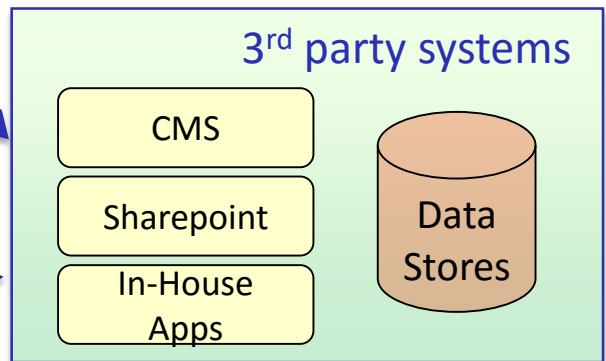 3rd party systems
CMS
Sharepoint
In-House
Apps
Data
Stores